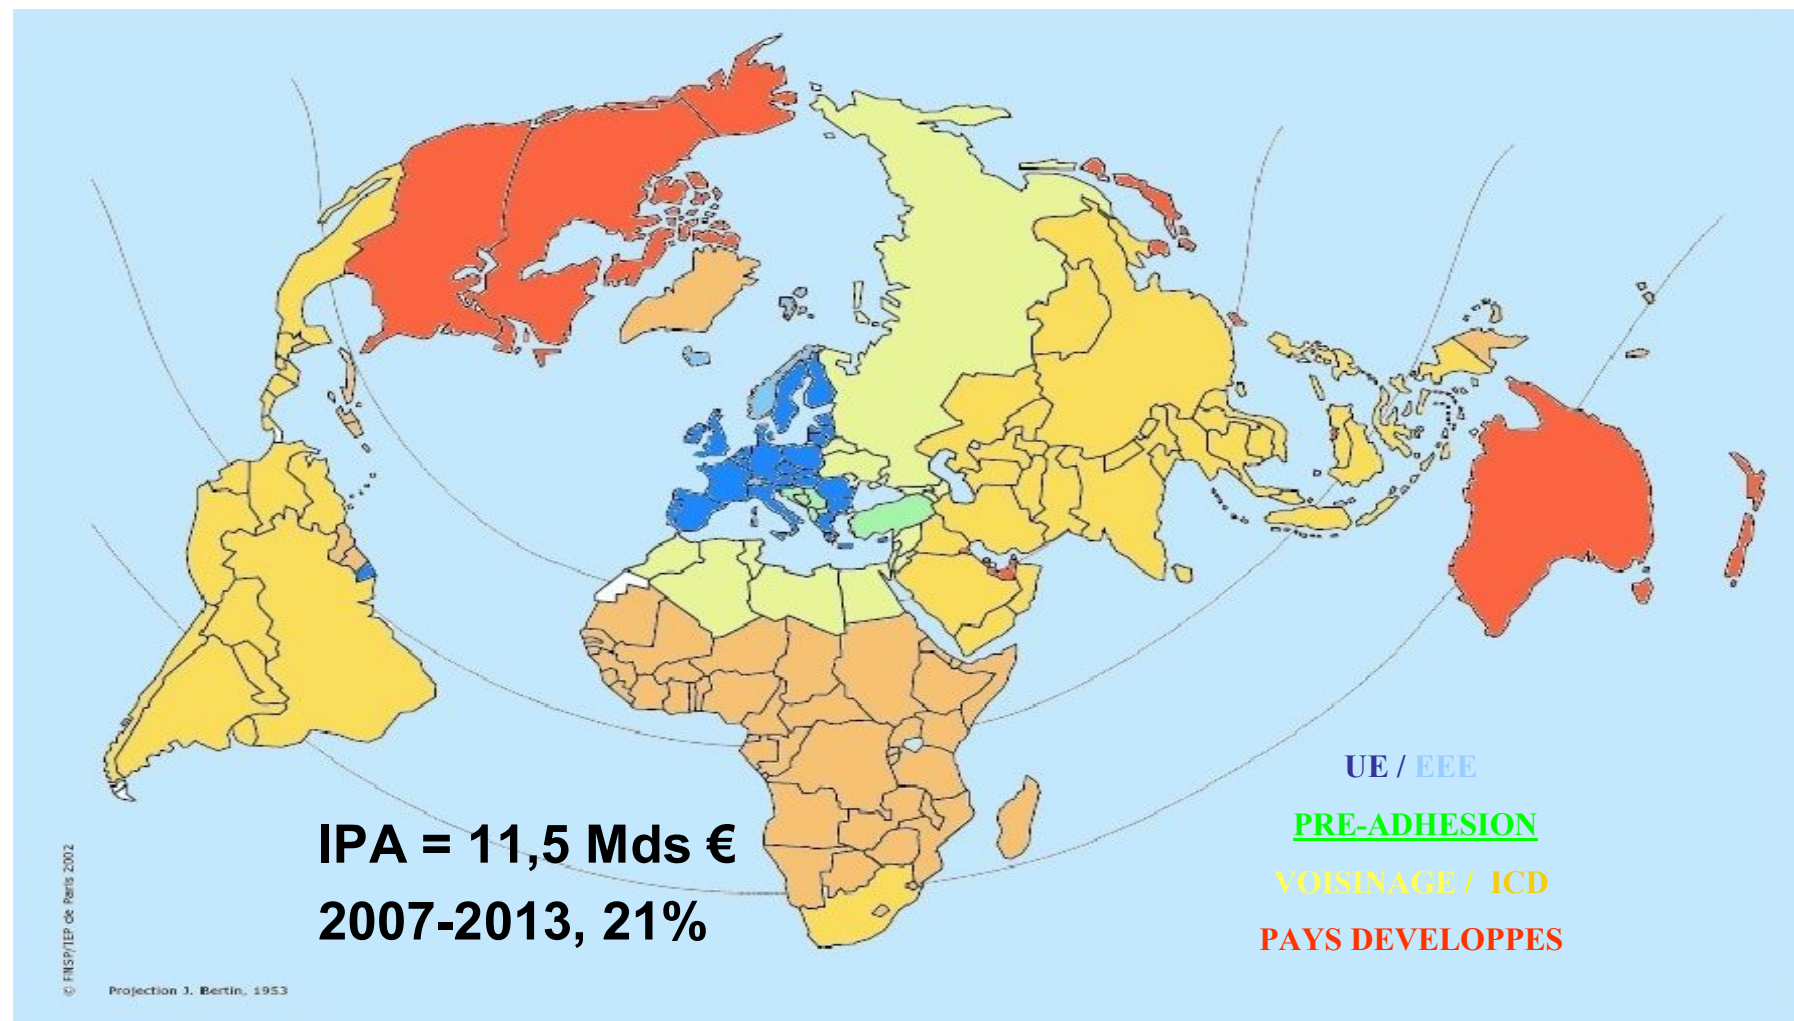 IPA = 11,5 Mds €
2007-2013, 21%
UE / EEE
PRE-ADHESION
VOISINAGE / ICD
PAYS DEVELOPPES
© FNSP/IEP de Paris 2002
Projection J. Bertin, 1953